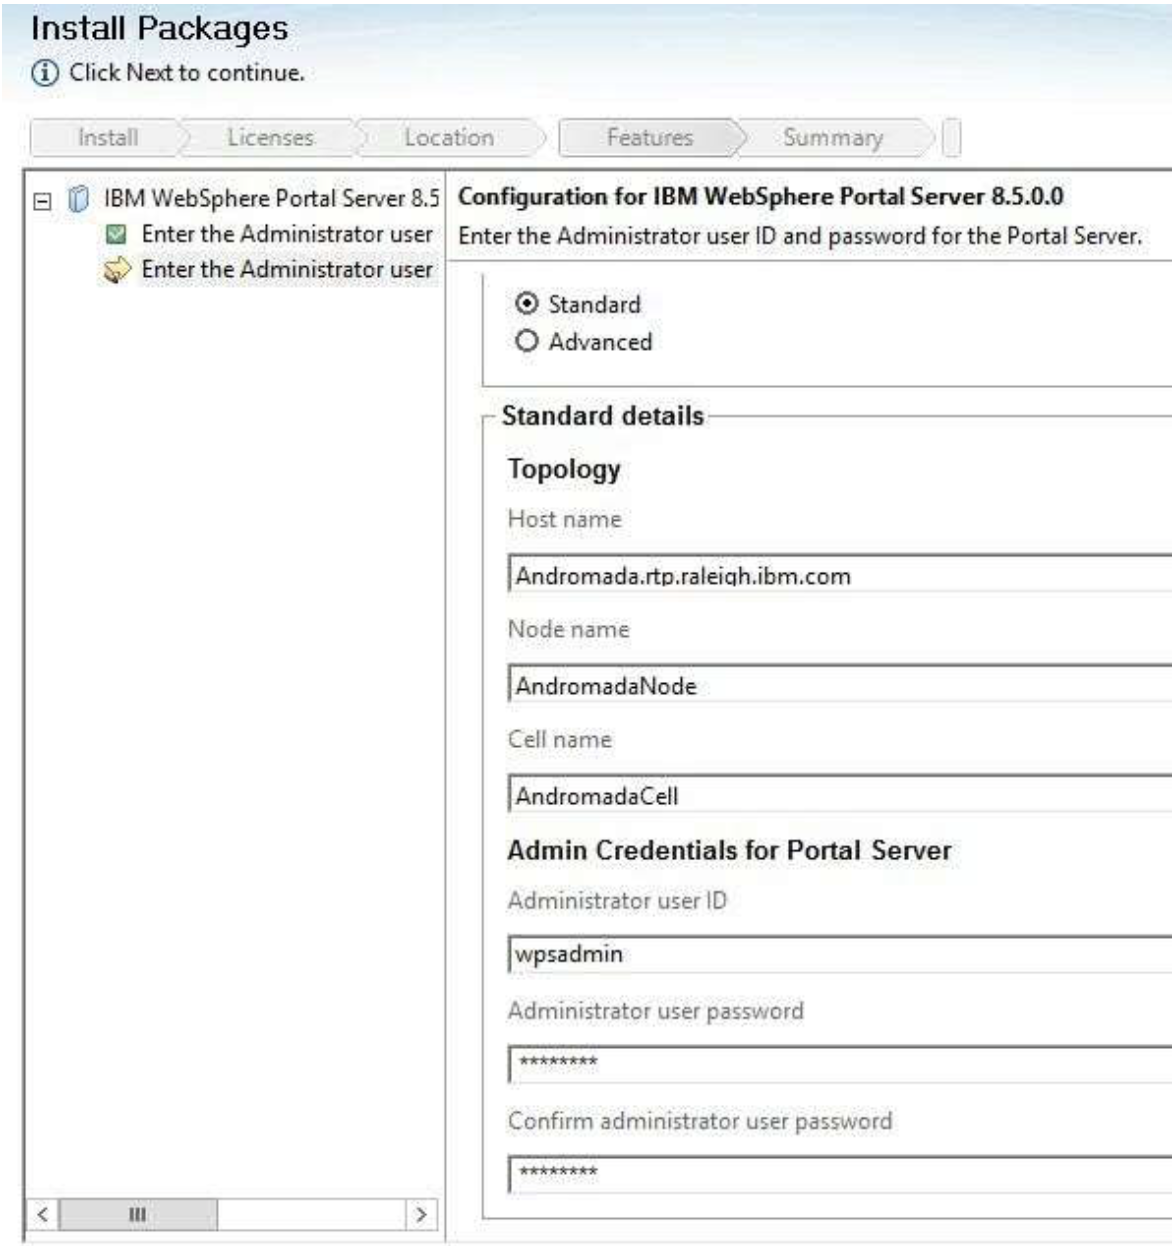 Install Packages
Click Next to continue.
Install Licenses Location Features Summary
IBM WebSphere Portal Server 8.5
Enter the Administrator user
Enter the Administrator user
Configuration for IBM WebSphere Portal Server 8.5.0.0
Enter the Administrator user ID and password for the Portal Server.
Standard
Advanced
Standard details
Topology
Host name
Andromada.rtp.raleigh.ibm.com
Node name
AndromadaNode
Cell name
AndromadaCell
Admin Credentials for Portal Server
Administrator user ID
wpsadmin
Administrator user password
********
Confirm administrator user password
********